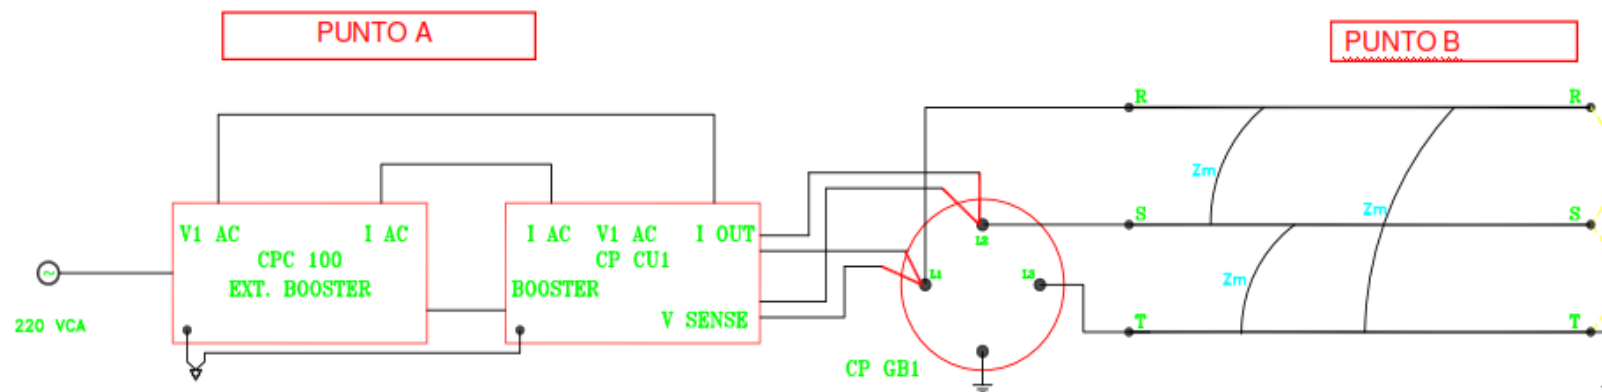 PUNTO A
PUNTO B
R
R
V1 AC
I AC
CPC 100
EXT. BOOSTER
I AC
V1 AC
I OUT
CP CU1
BOOSTER
V SENSE
220 VCA
L2
L1
L3
CP GB1
Zm
S
S
Zm
Zm
T
T